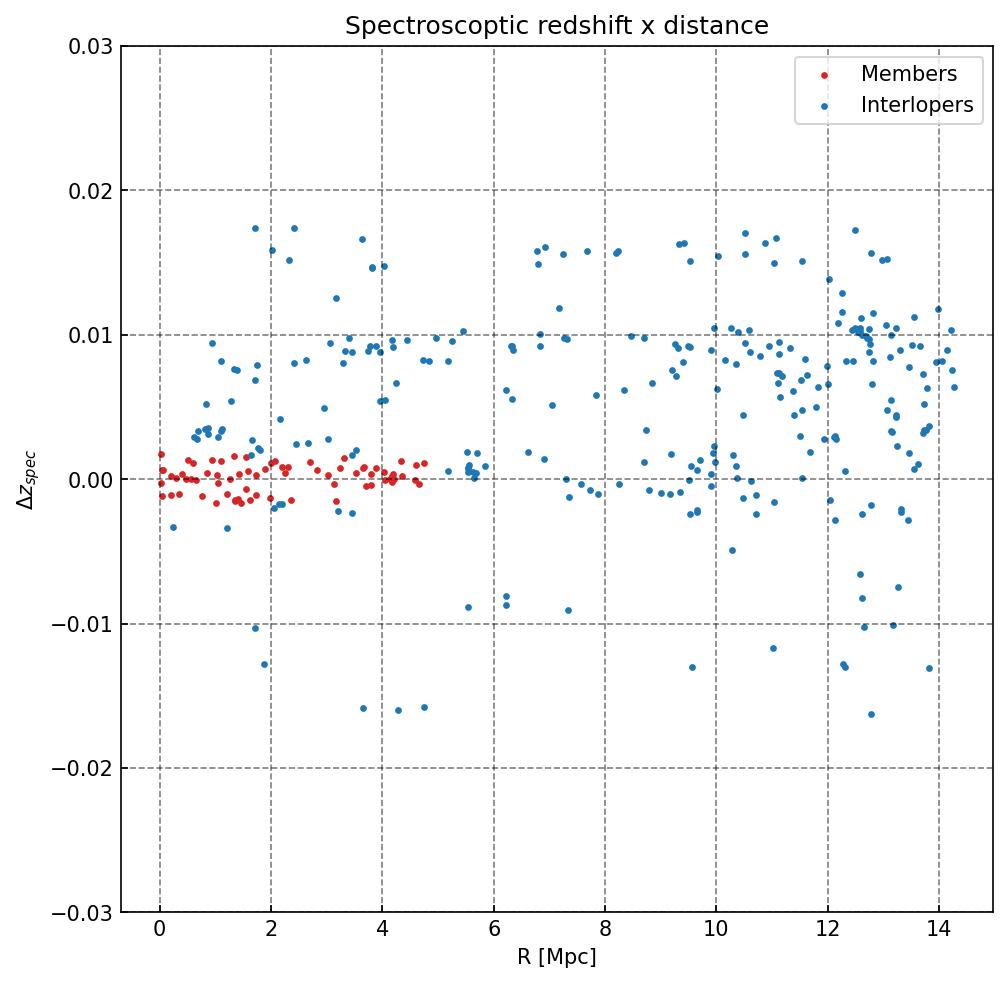 Spectroscoptic redshift x distance
Members
Interlopers
0.03
0.02
0.01
0.00
−0.01
−0.02
−0.03
Δz_spec
0 2 4 6 8 10 12 14
R [Mpc]